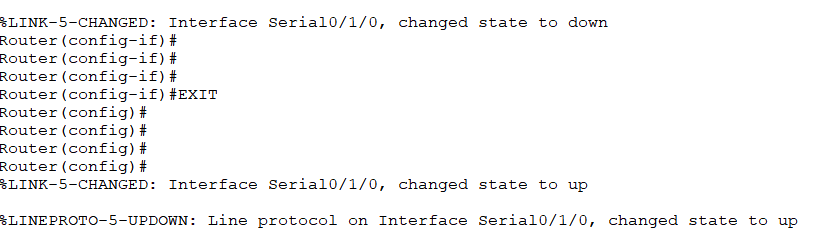 %LINK-5-CHANGED: Interface Serial0/1/0, changed state to down
Router(config-if)#
Router(config-if)#
Router(config-if)#
Router(config-if)#EXIT
Router(config)#
Router(config)#
Router(config)#
Router(config)#
%LINK-5-CHANGED: Interface Serial0/1/0, changed state to up
%LINEPROTO-5-UPDOWN: Line protocol on Interface Serial0/1/0, changed state to up